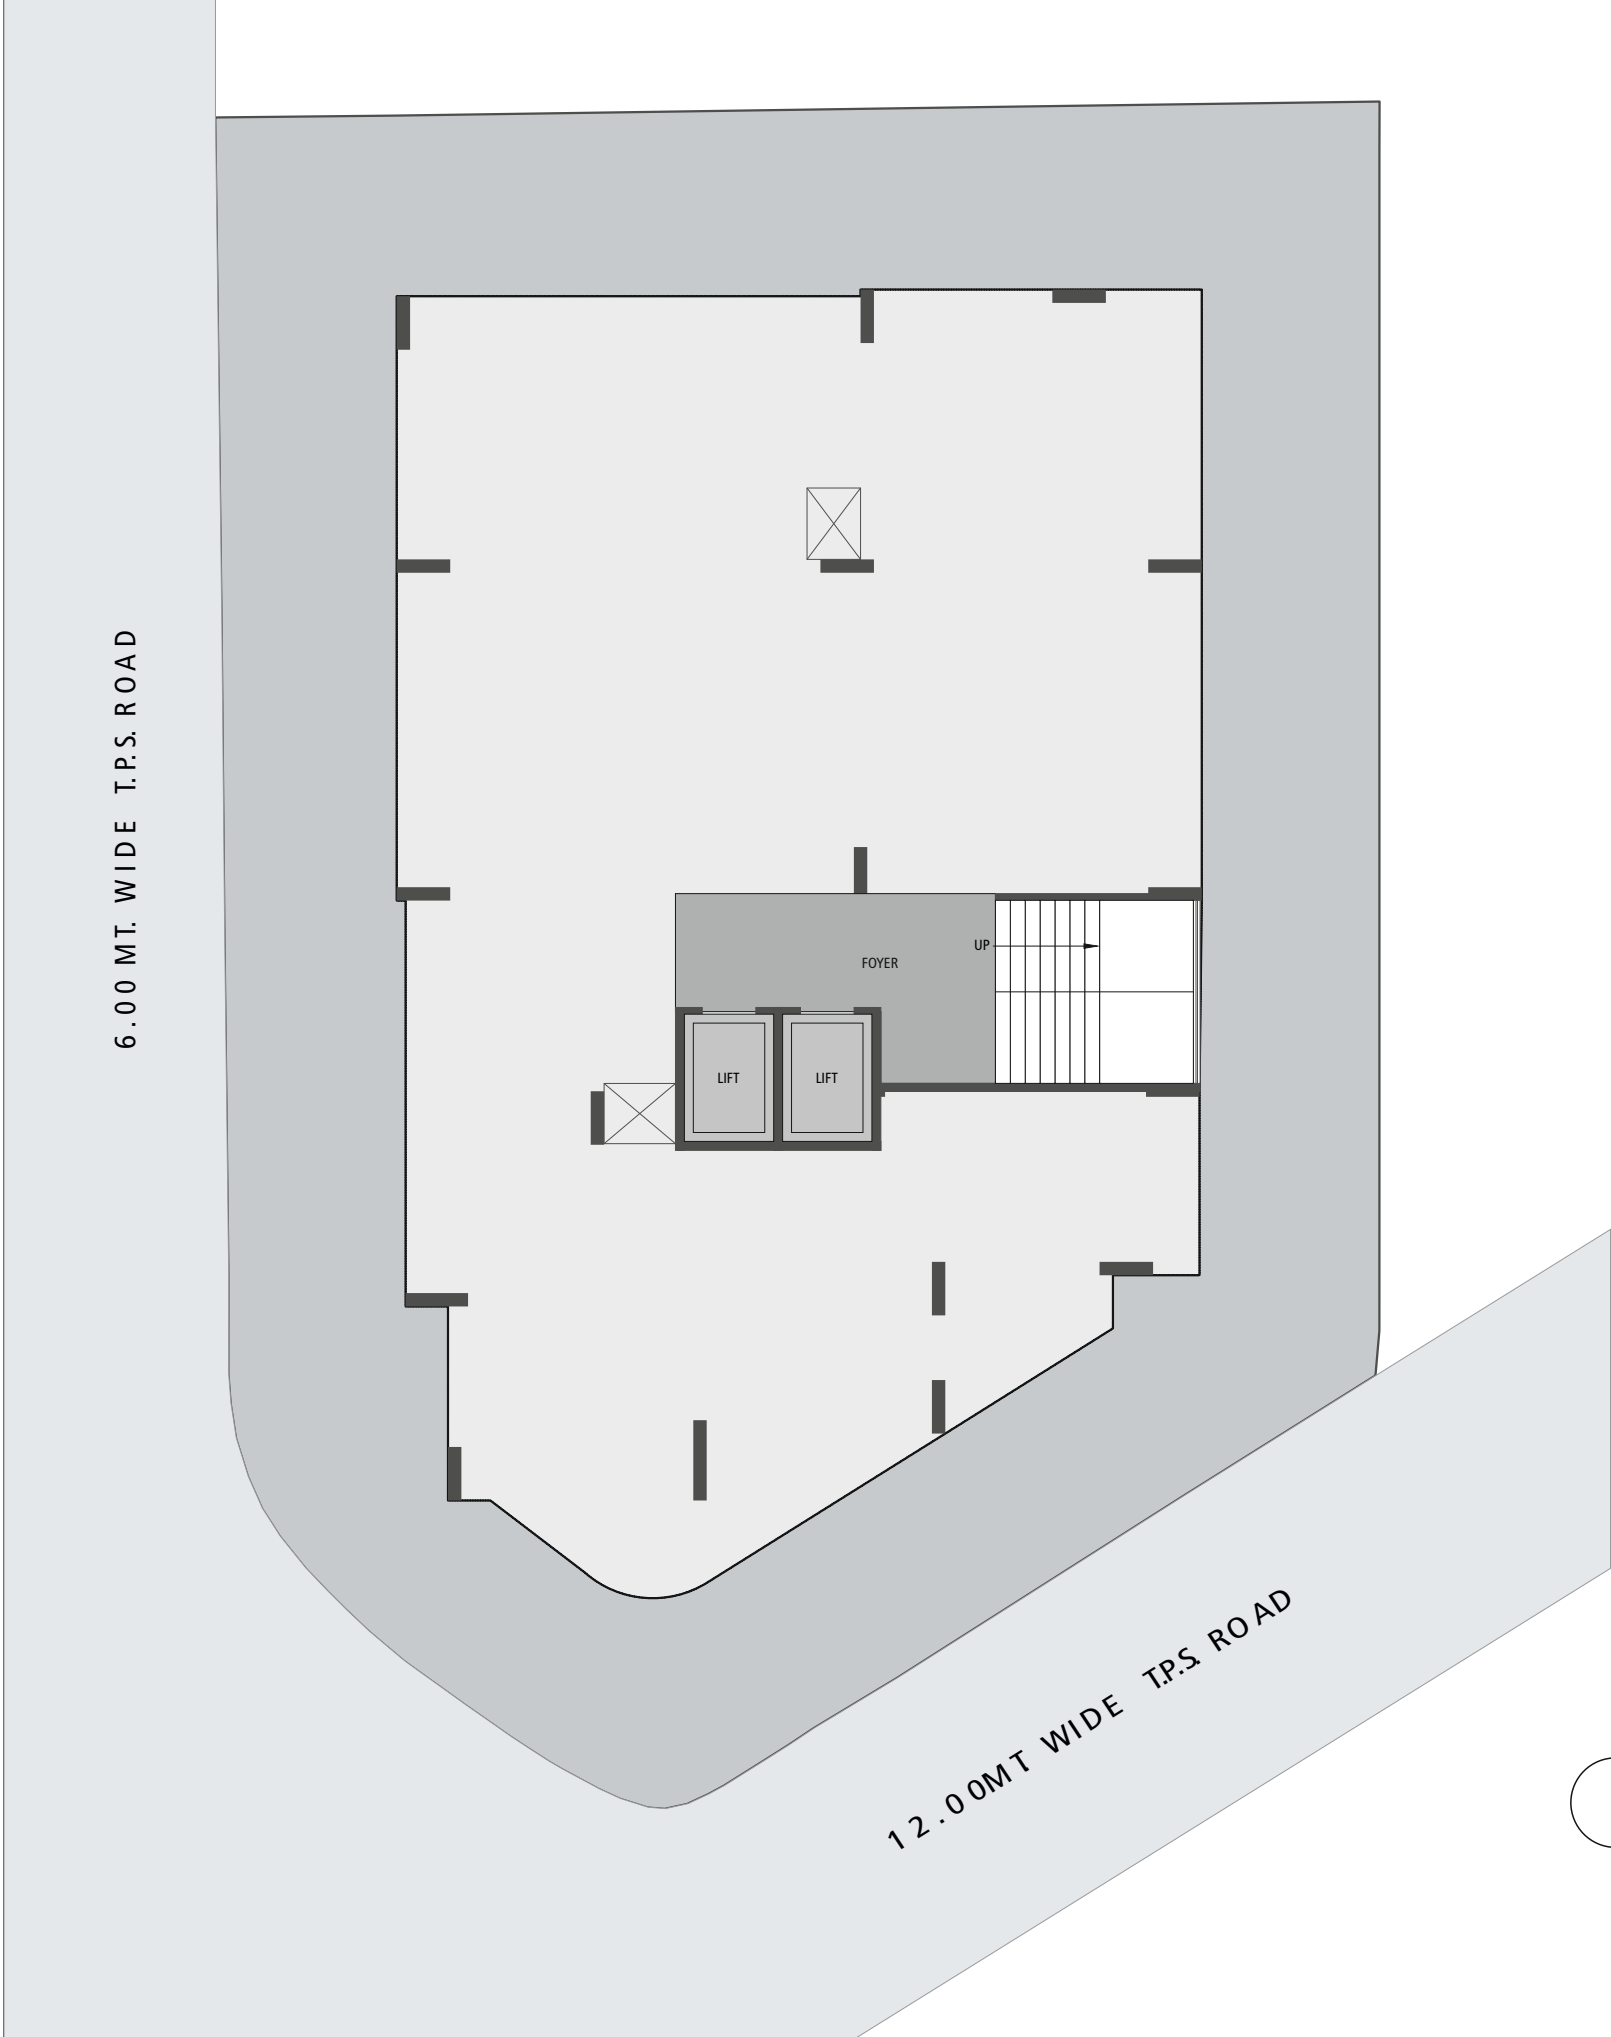 6.00 MT. WIDE T.P.S. ROAD
UP
FOYER
LIFT
LIFT
12.00MT. WIDE T.P.S. ROAD